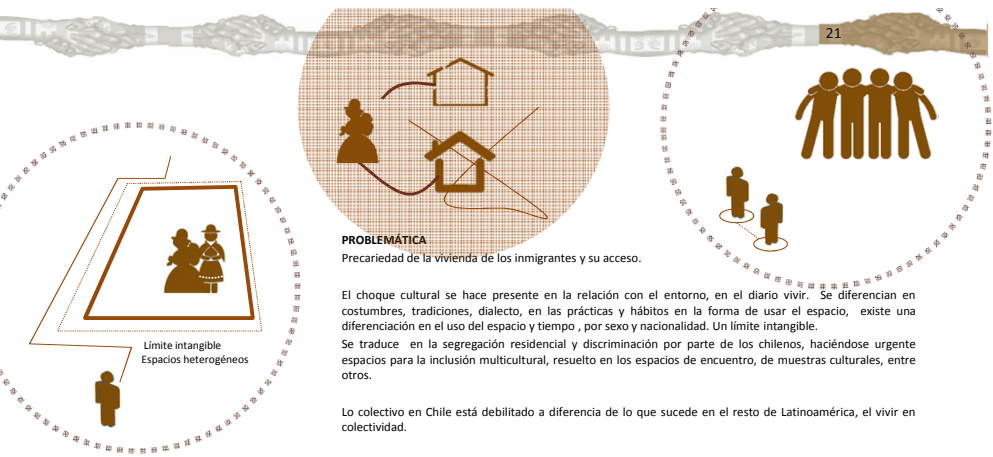 21
Límite intangible
Espacios heterogéneos
PROBLEMÁTICA
Precariedad de la vivienda de los inmigrantes y su acceso.
El choque cultural se hace presente en la relación con el entorno, en el diario vivir. Se diferencian en
costumbres, tradiciones, dialecto, en las prácticas y hábitos en la forma de usar el espacio, existe una
diferenciación en el uso del espacio y tiempo , por sexo y nacionalidad. Un límite intangible.
Se traduce en la segregación residencial y discriminación por parte de los chilenos, haciéndose urgente
espacios para la inclusión multicultural, resuelto en los espacios de encuentro, de muestras culturales, entre
otros.
Lo colectivo en Chile está debilitado a diferencia de lo que sucede en el resto de Latinoamérica, el vivir en
colectividad.